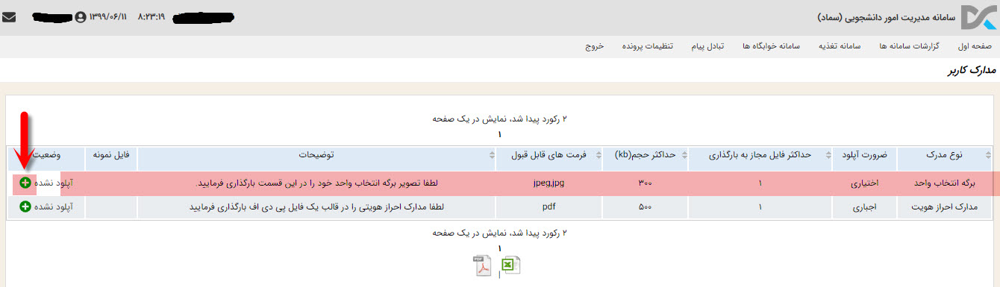 سامانه مدیریت امور دانشجویی (سماد) ۸:۲۳:۱۹ ۱۳۹۹/۰۶/۱۱
صفحه اول گزارشات سامانه ها سامانه تغذیه سامانه خوابگاه ها تبادل پیام تنظیمات پرونده خروج
مدارک کاربر
۲ رکورد پیدا شد، نمایش در یک صفحه
۱
نوع مدرک ضرورت آپلود حداکثر فایل مجاز به بارگذاری حداکثر حجم(kb) فرمت های قابل قبول توضیحات فایل نمونه وضعیت
برگه انتخاب واحد اختیاری ۱ ۳۰۰ jpeg,jpg لطفا تصویر برگه انتخاب واحد خود را در این قسمت بارگذاری فرمایید. آپلود نشده
مدارک احراز هویت اجباری ۱ ۵۰۰ pdf لطفا مدارک احراز هویتی را در قالب یک فایل پی دی اف بارگذاری فرمایید آپلود نشده
۲ رکورد پیدا شد، نمایش در یک صفحه
۱
PDF